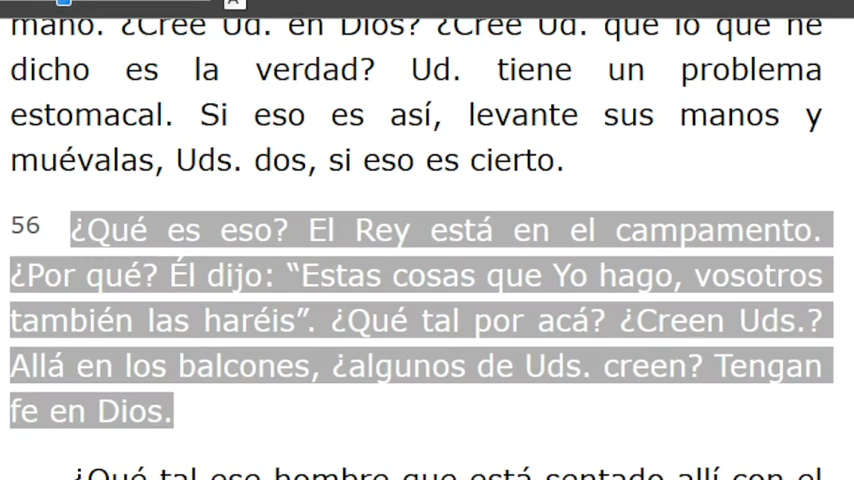 mano. ¿Cree Ud. en Dios? ¿Cree Ud. que lo que he
dicho es la verdad? Ud. tiene un problema
estomacal. Si eso es así, levante sus manos y
muévalas, Uds. dos, si eso es cierto.
56 ¿Qué es eso? El Rey está en el campamento.
¿Por qué? Él dijo: “Estas cosas que Yo hago, vosotros
también las haréis”. ¿Qué tal por acá? ¿Creen Uds.?
Allá en los balcones, ¿algunos de Uds. creen? Tengan
fe en Dios.
¿Qué tal ese hombre que está sentado allí con el